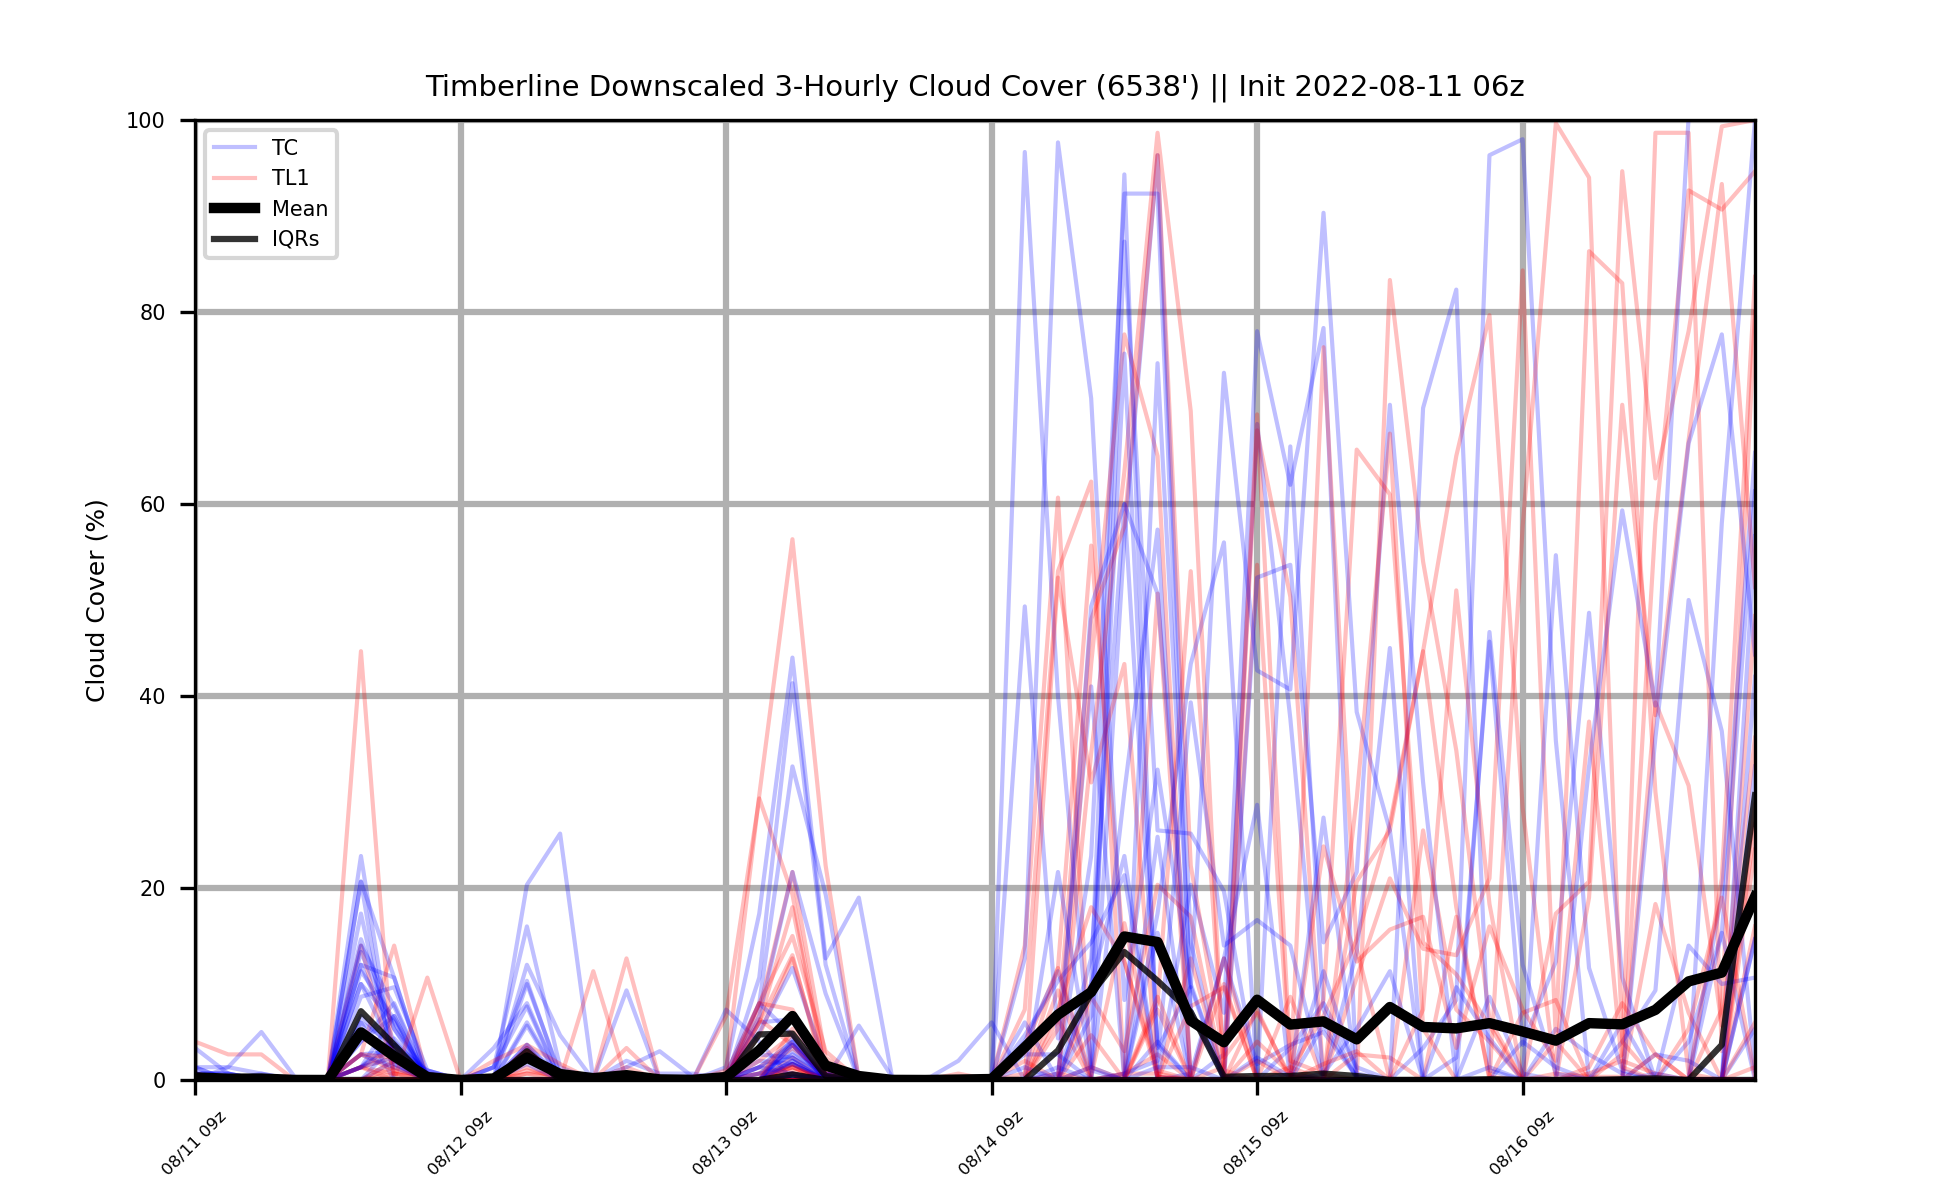 Timberline Downscaled 3-Hourly Cloud Cover (6538') || Init 2022-08-11 06z
100
80
60
40
20
0
Cloud Cover (%)
TC
TL1
Mean
IQRs
08/11 09z
08/12 09z
08/13 09z
08/14 09z
08/15 09z
08/16 09z